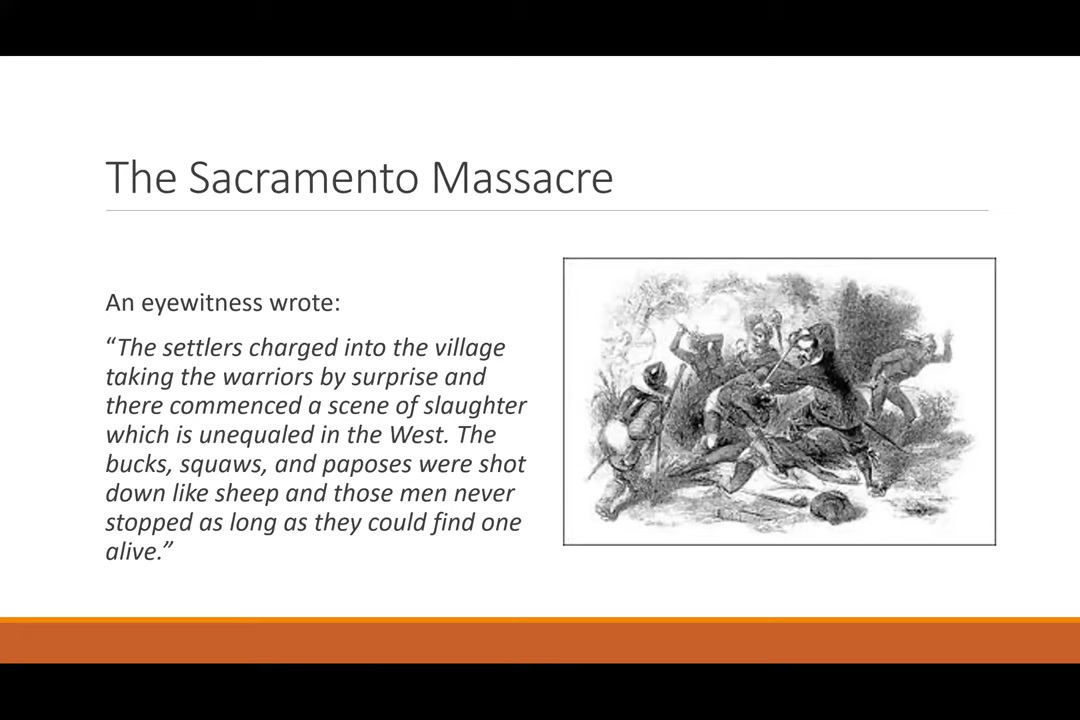 The Sacramento Massacre
An eyewitness wrote:
“The settlers charged into the village
taking the warriors by surprise and
there commenced a scene of slaughter
which is unequaled in the West. The
bucks, squaws, and paposes were shot
down like sheep and those men never
stopped as long as they could find one
alive.”